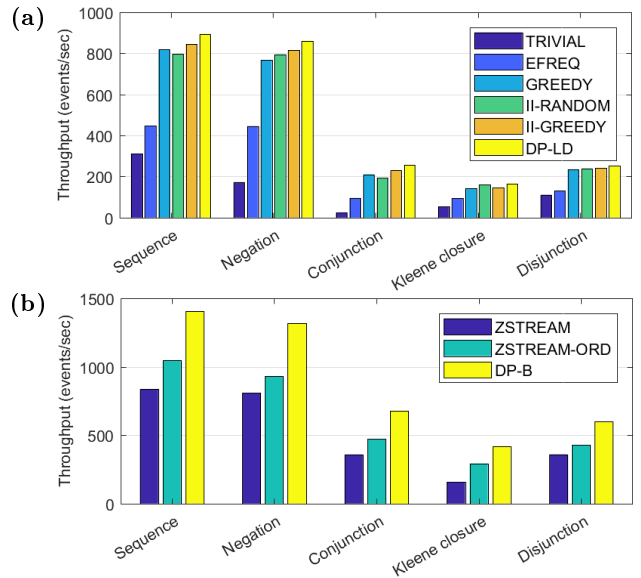 (a)
Throughput (events/sec)
1000
800
600
400
200
0
TRIVIAL
EFREQ
GREEDY
II-RANDOM
II-GREEDY
DP-LD
Sequence
Negation
Conjunction
Kleene closure
Disjunction
(b)
Throughput (events/sec)
1500
1000
500
0
ZSTREAM
ZSTREAM-ORD
DP-B
Sequence
Negation
Conjunction
Kleene closure
Disjunction